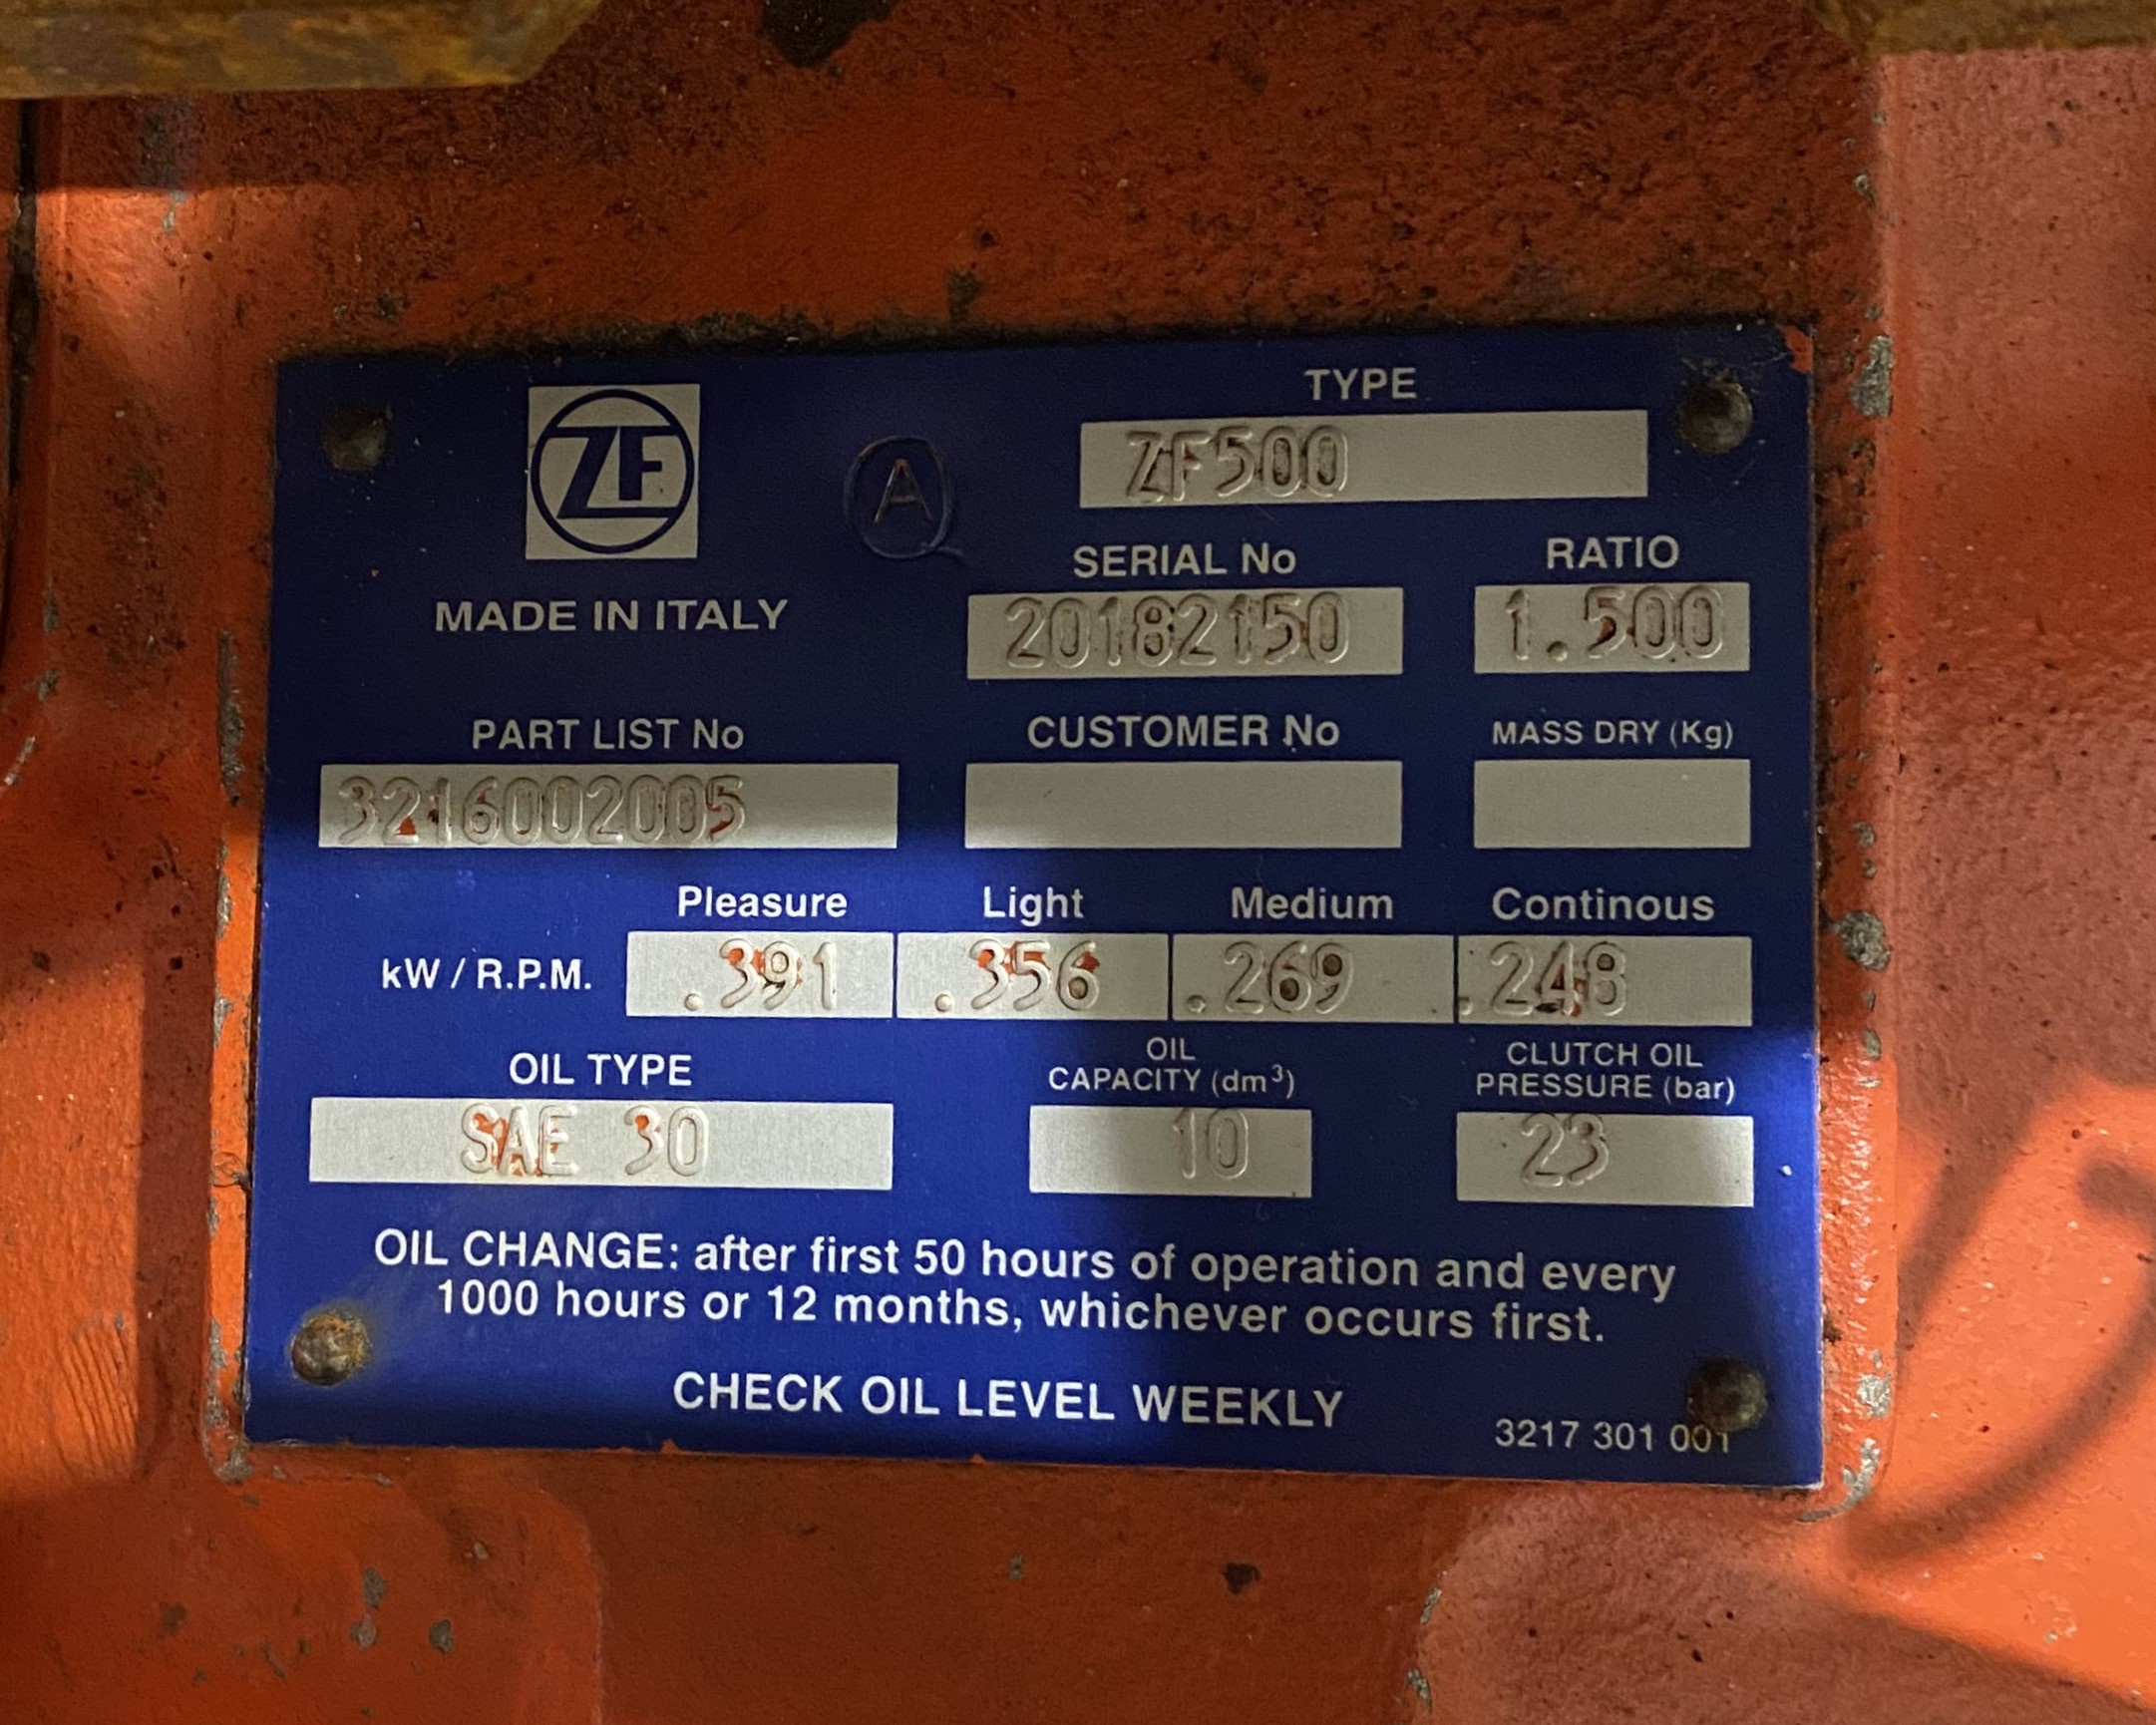 ZF
A
TYPE
ZF500
MADE IN ITALY
SERIAL No
20182150
RATIO
1.500
PART LIST No
3216002005
CUSTOMER No
MASS DRY (Kg)
Pleasure Light Medium Continous
kW / R.P.M. .391 .356 .269 .248
OIL TYPE
SAE 30
OIL
CAPACITY (dm³)
10
CLUTCH OIL
PRESSURE (bar)
23
OIL CHANGE: after first 50 hours of operation and every
1000 hours or 12 months, whichever occurs first.
CHECK OIL LEVEL WEEKLY
3217 301 001